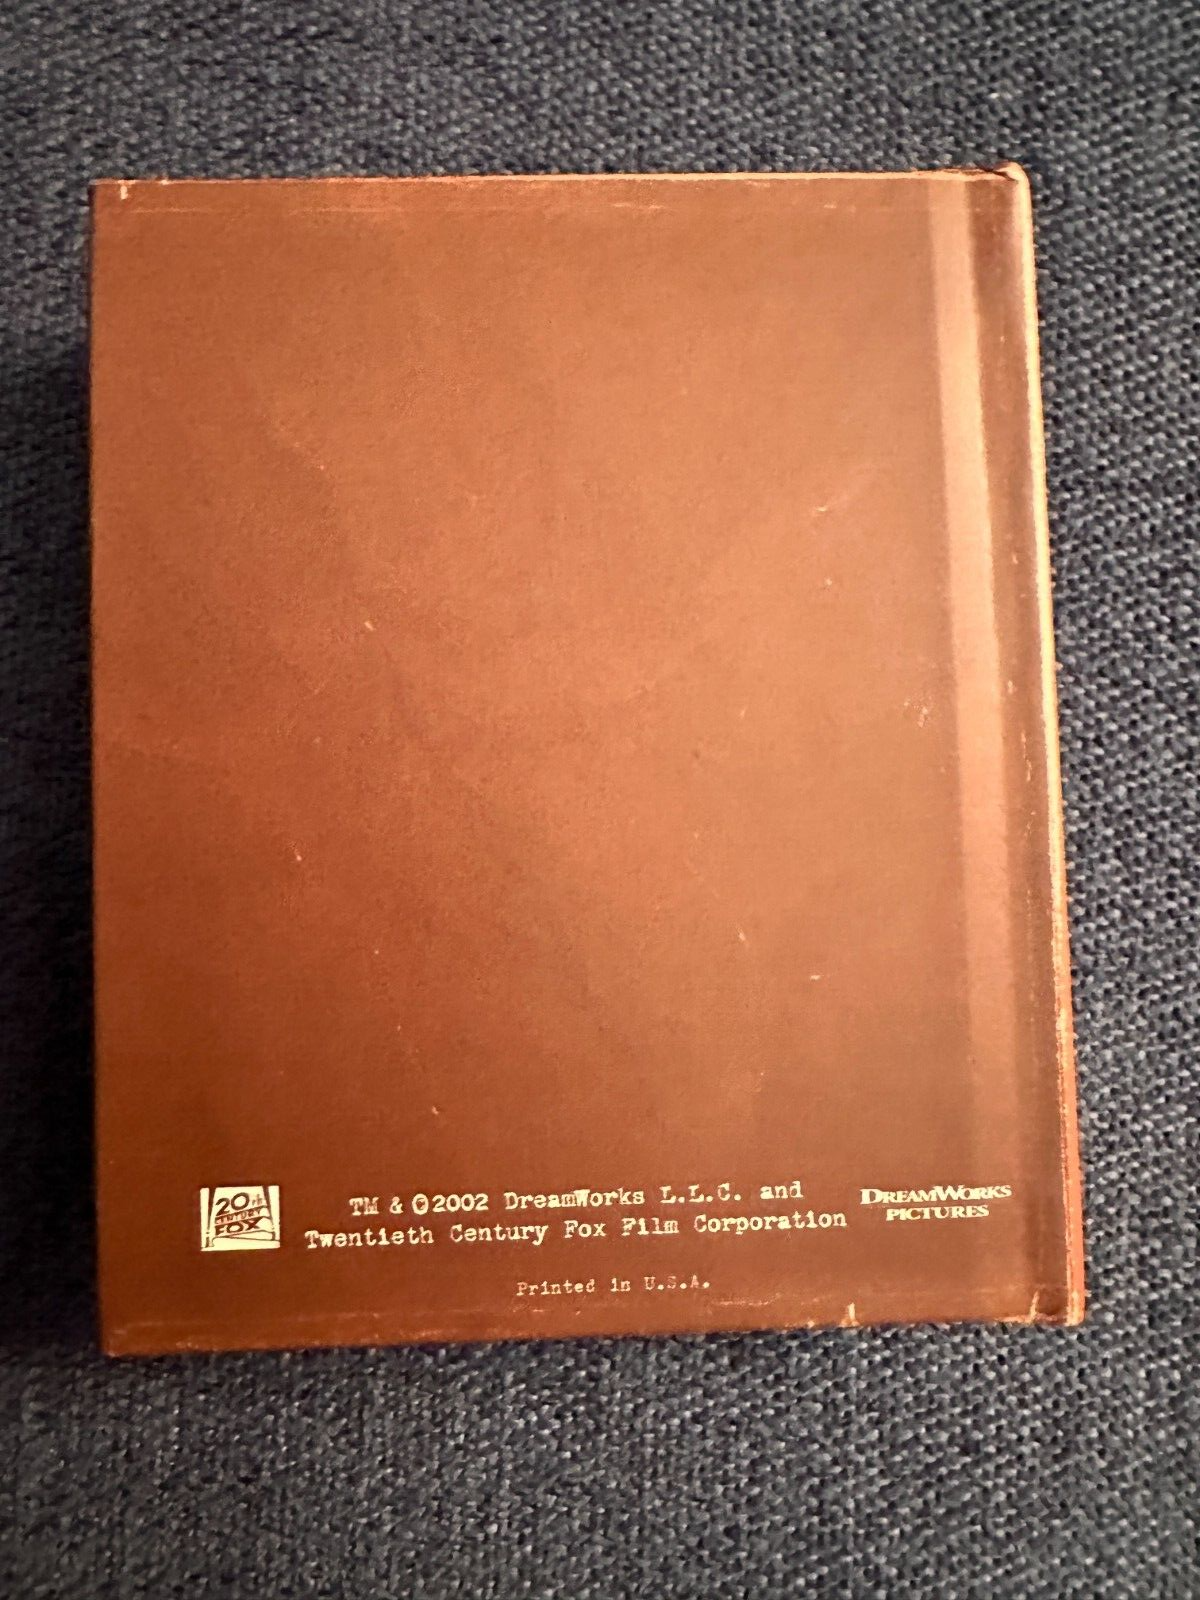 20th
CENTURY
FOX
TM & ©2002 DreamWorks L.L.C. and
Twentieth Century Fox Film Corporation
DREAMWORKS
PICTURES
Printed in U.S.A.